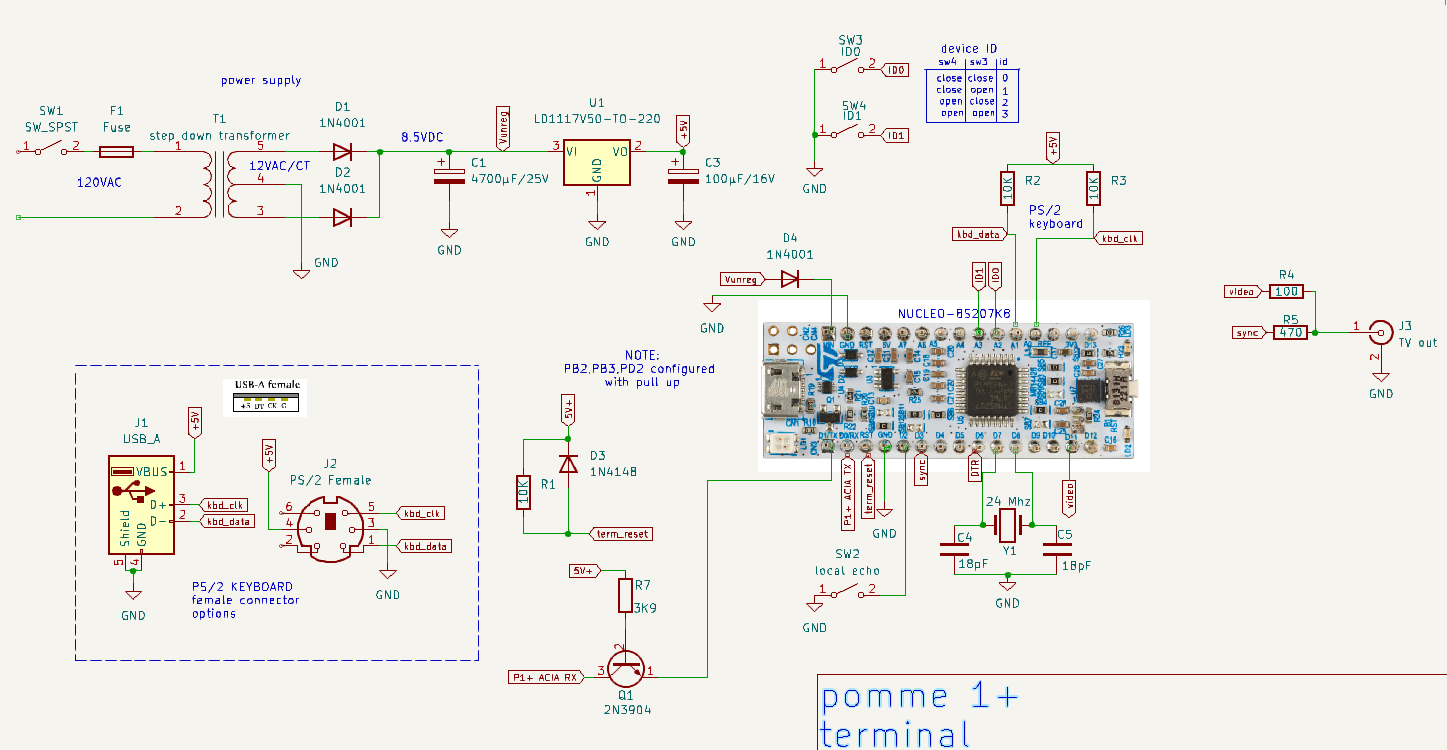 power supply
SW1
SW_SPST
1
2
F1
Fuse
120VAC
T1
step down transformer
1
2
5
4
3
12VAC/CT
D1
1N4001
D2
1N4001
GND
8.5VDC
Vunreg
C1
4700µF/25V
GND
U1
LD1117V50-TO-220
3 VI
VO 2
GND
1
GND
+5V
C3
100µF/16V
GND
SW3
ID0
1
2
ID0
SW4
ID1
1
2
ID1
GND
device ID
sw4 sw3 id
close close 0
close open 1
open close 2
open open 3
+5V
10K
R2
10K
R3
PS/2
keyboard
kbd_data
kbd_clk
D4
1N4001
Vunreg
GND
ID1
ID0
NUCLEO-8S207K8
R4
video
100
R5
sync
470
1
J3
TV out
2
GND
NOTE:
PB2,PB3,PD2 configured
with pull up
5V+
D3
1N4148
10K
R1
term_reset
5V+
R7
3K9
2
P1+ ACIA RX
3
1
Q1
2N3904
P1+ ACIA TX
term_reset
GND
sync
DTR
video
24 Mhz
Y1
C4
18pF
C5
18pF
GND
SW2
local echo
1
2
GND
USB-A female
+5 DT CK G
J1
USB_A
+5V
VBUS
1
D+
3
kbd_clk
D-
2
kbd_data
Shield
GND
5
4
GND
+5V
J2
PS/2 Female
6
4
2
5
3
1
kbd_clk
kbd_data
GND
PS/2 KEYBOARD
female connector
options
pomme 1+
terminal